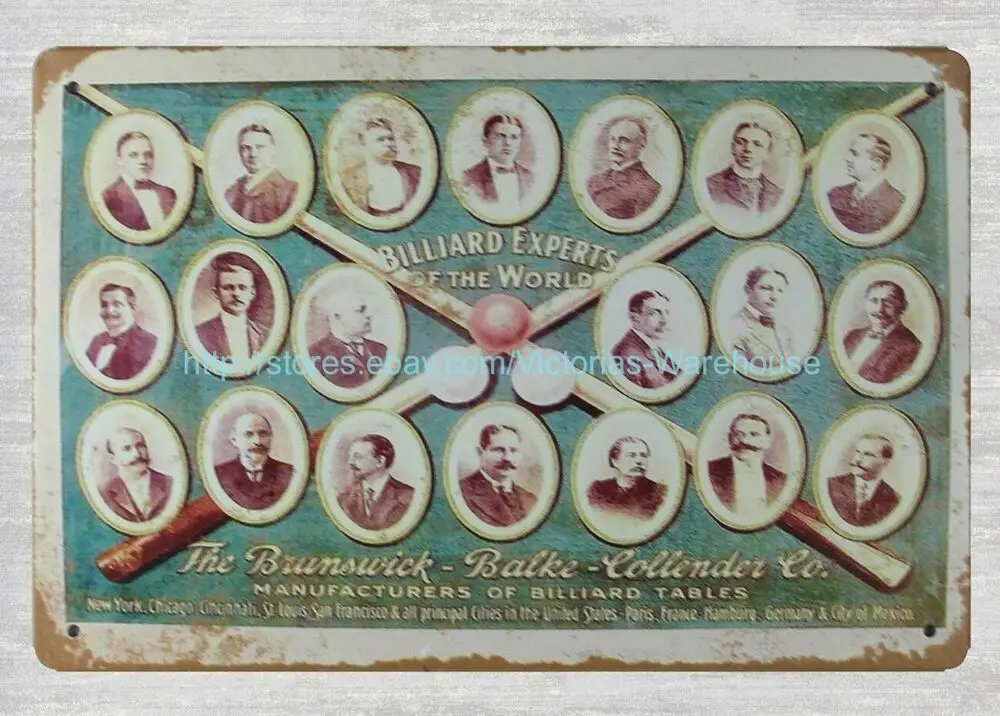 BILLIARD EXPERTS
OF THE WORLD
http://stores.ebay.com/Victorias-Warehouse
The Brunswick - Balke - Collender Co.
MANUFACTURERS OF BILLIARD TABLES
New York, Chicago, Cincinnati, St. Louis, San Francisco & all principal Cities in the United States - Paris, France, Hamburg, Germany & City of Mexico.